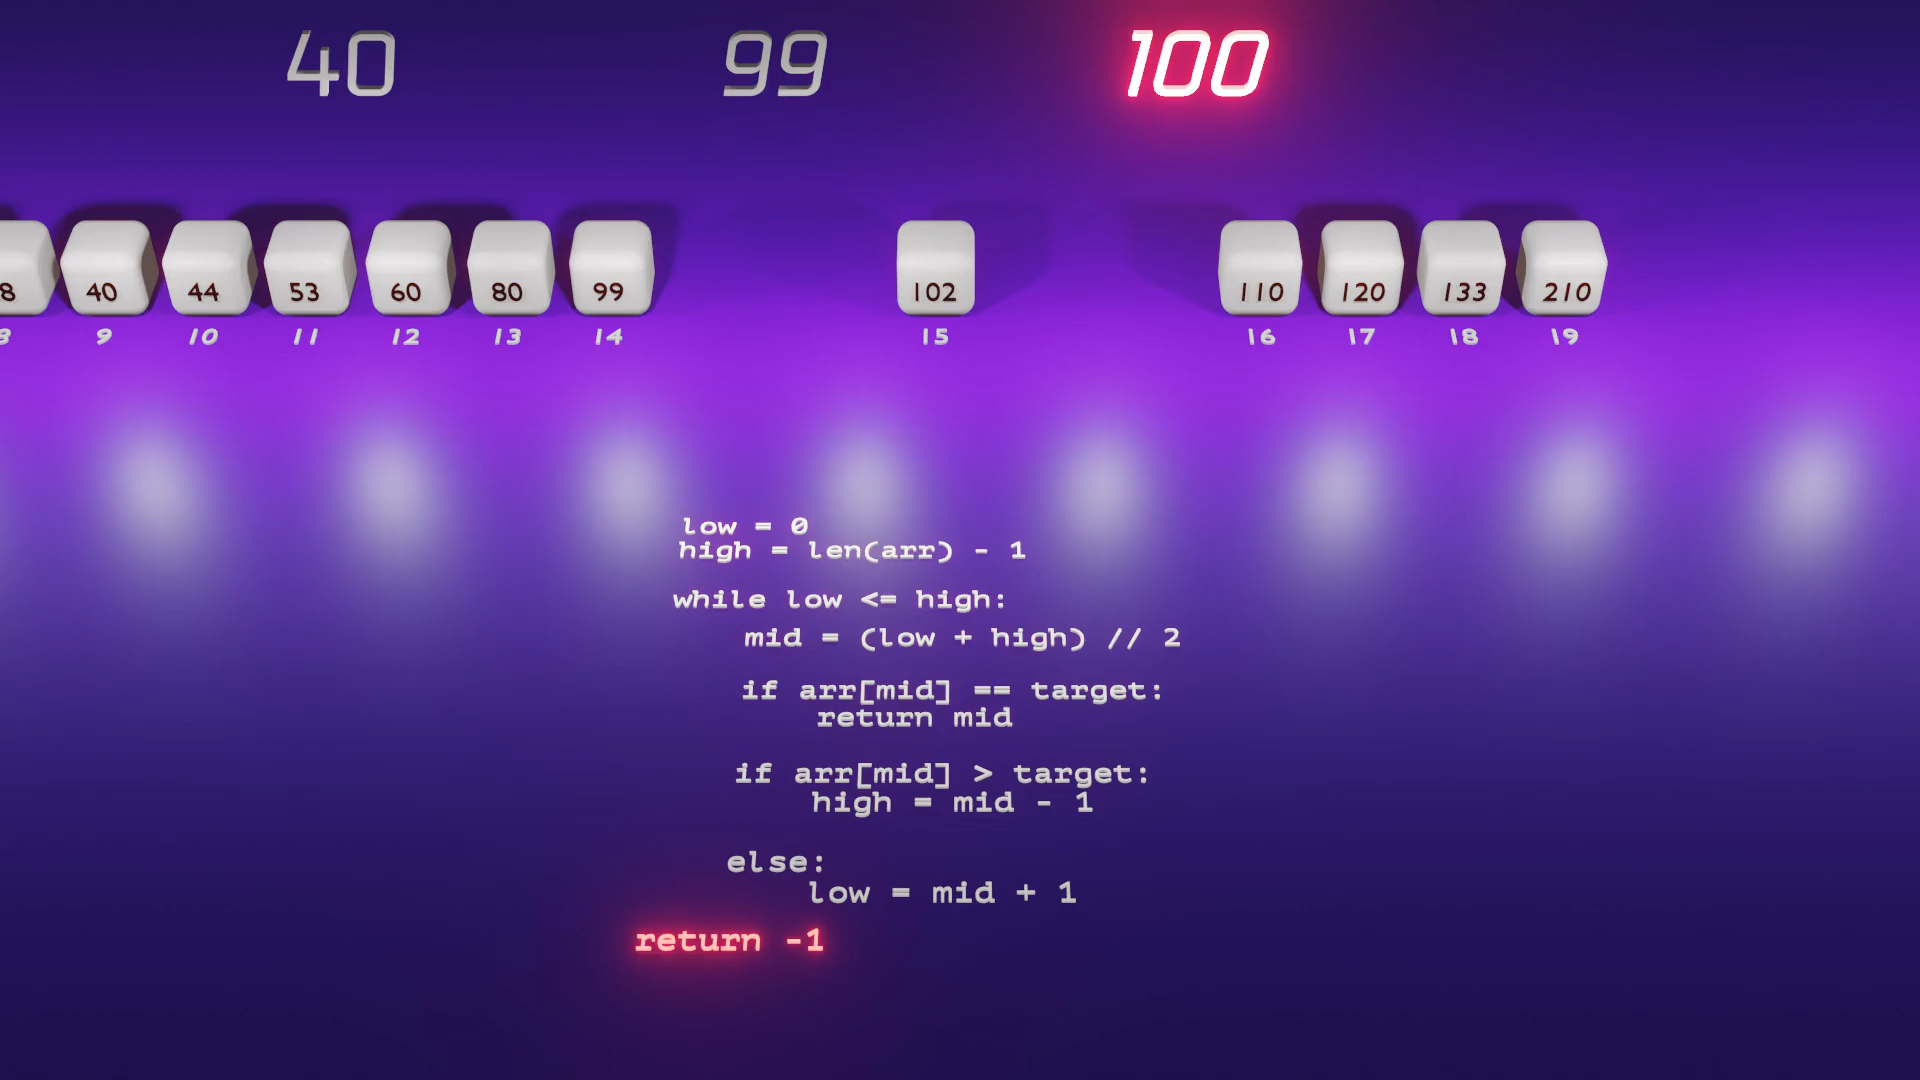 40 99 100
8 40 44 53 60 80 99 102 110 120 133 210
8 9 10 11 12 13 14 15 16 17 18 19
low = 0
high = len(arr) - 1
while low <= high:
mid = (low + high) // 2
if arr[mid] == target:
return mid
if arr[mid] > target:
high = mid - 1
else:
low = mid + 1
return -1